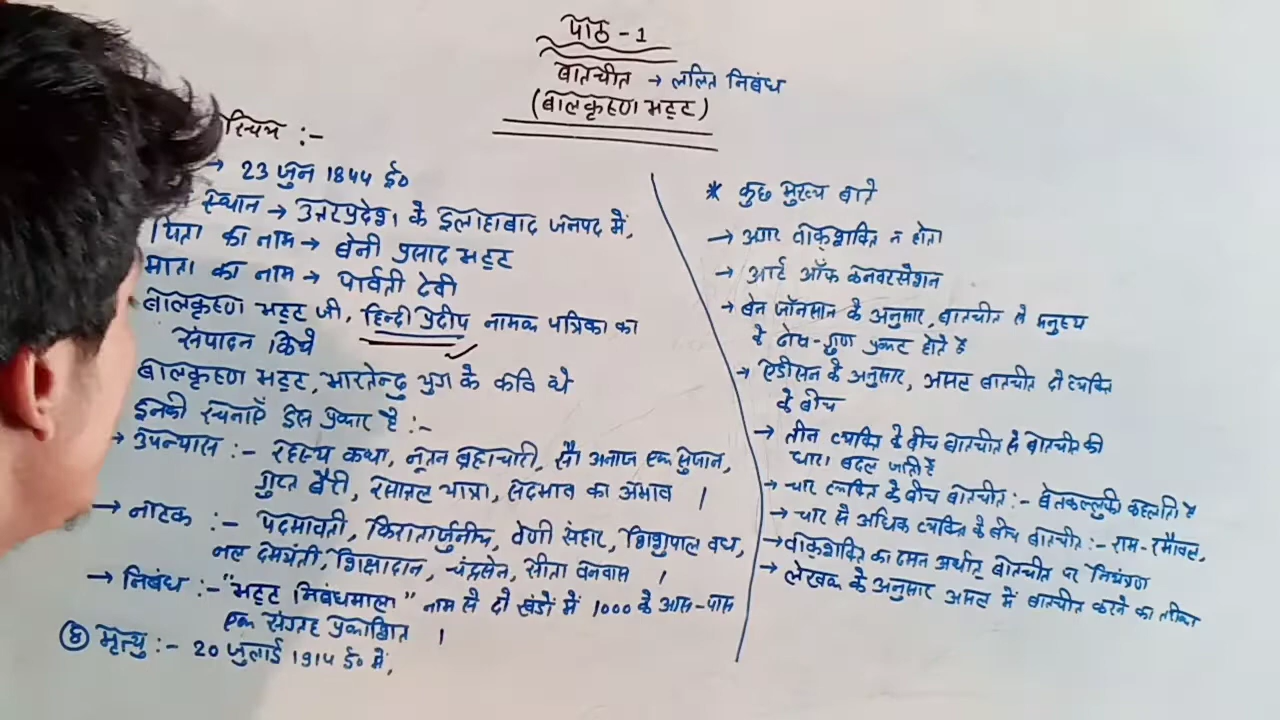 पाठ - 1
बातचीत → ललित निबंध
(बालकृष्ण भट्ट)
रिचय :-
→ 23 जुन 1844 ई०
स्थान → उत्तरप्रदेश के इलाहाबाद जनपद में,
पिता का नाम → बेनी प्रसाद भट्ट
माता का नाम → पार्वती देवी
बालकृष्ण भट्ट जी, हिन्दी प्रदीप नामक पत्रिका का
संपादन किये
बालकृष्ण भट्ट, भारतेन्दु युग के कवि थे
इनकी रचनाएँ इस प्रकार है :-
→ उपन्यास :- रहस्य कथा, नूतन ब्रह्मचारी, सौ अनाज एक सुजान,
गुप्त बैरी, रसातल यात्रा, सदभाव का अभाव ।
→ नाटक :- पदमावती, किरातार्जुनीय, वेणी संहार, शिशुपाल वध,
नल दमयंती, शिक्षादान, चंद्रसेन, सीता वनवास ।
→ निबंध :- "भट्ट निबंधमाला" नाम से दो खंडों में 1000 के आस-पास
एक संग्रह प्रकाशित ।
⑧ मृत्यु :- 20 जुलाई 1914 ई० में,
* कुछ मुख्य बाते
→ अगर वाक्शक्ति न होता
→ आर्ट ऑफ कनवरसेशन
→ बेन जॉनसान के अनुसार, बातचीत से मनुष्य
के दोष-गुण प्रकट होते है
→ एडीसन के अनुसार, असल बातचीत दो व्यक्ति
के बीच
→ तीन व्यक्ति के बीच बातचीत से बातचीत की
धारा बदल जाती है
→ चार व्यक्ति के बीच बातचीत :- बेतकल्लुफी कहलाती है
→ चार से अधिक व्यक्ति के बीच बातचीत :- राम-रमौवल,
→ वाक्शक्ति का दमन अर्थात् बातचीत पर नियंत्रण
→ लेखक के अनुसार असल में बातचीत करने का तरीका